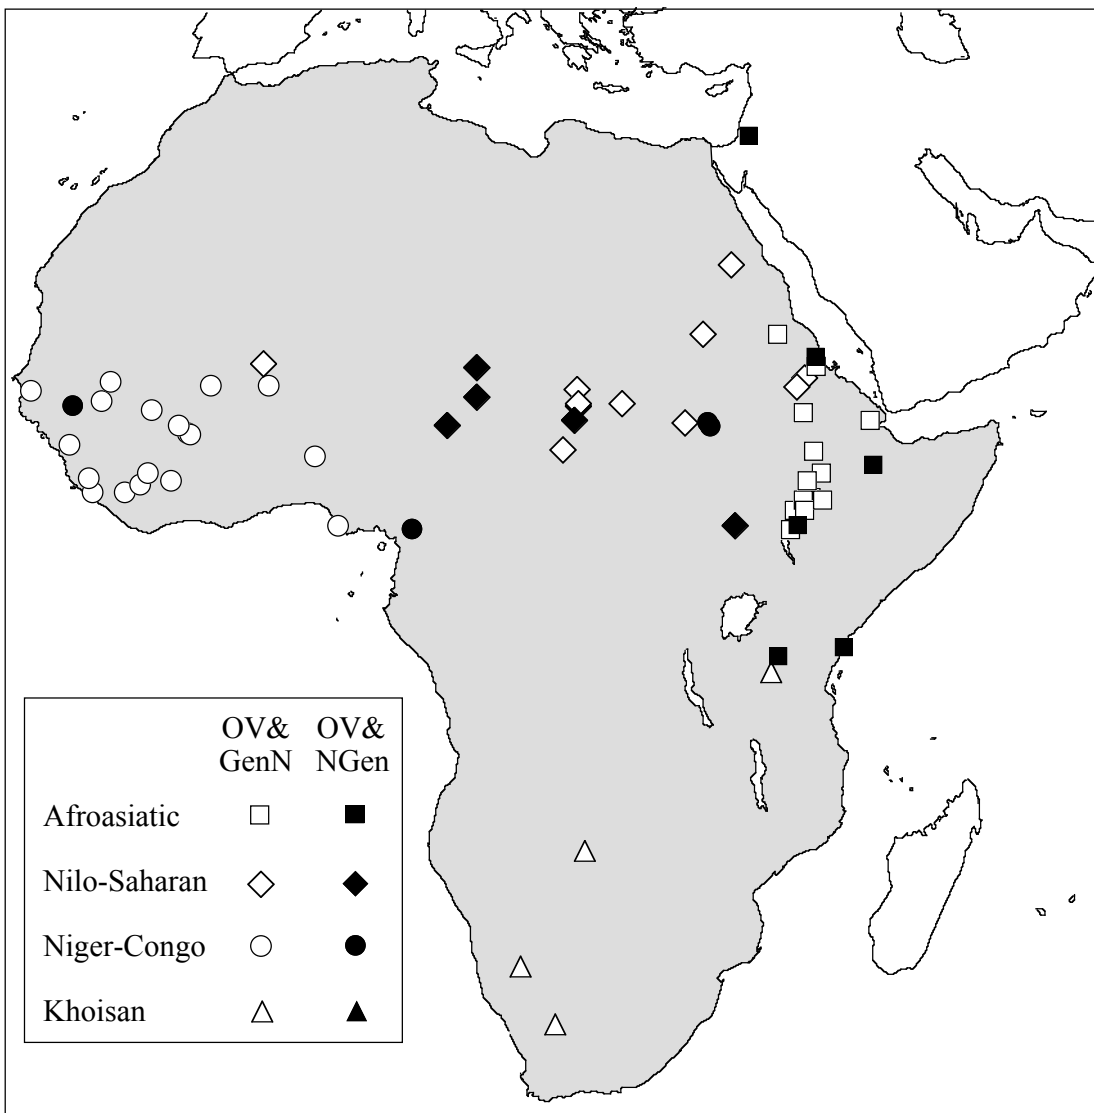 OV& OV&
GenN NGen
Afroasiatic
Nilo-Saharan
Niger-Congo
Khoisan